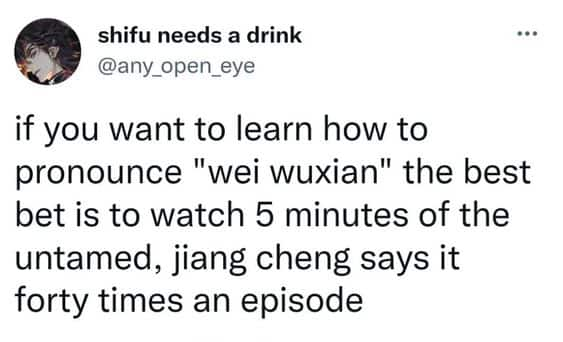 shifu needs a drink
@any_open_eye
if you want to learn how to
pronounce "wei wuxian" the best
bet is to watch 5 minutes of the
untamed, jiang cheng says it
forty times an episode